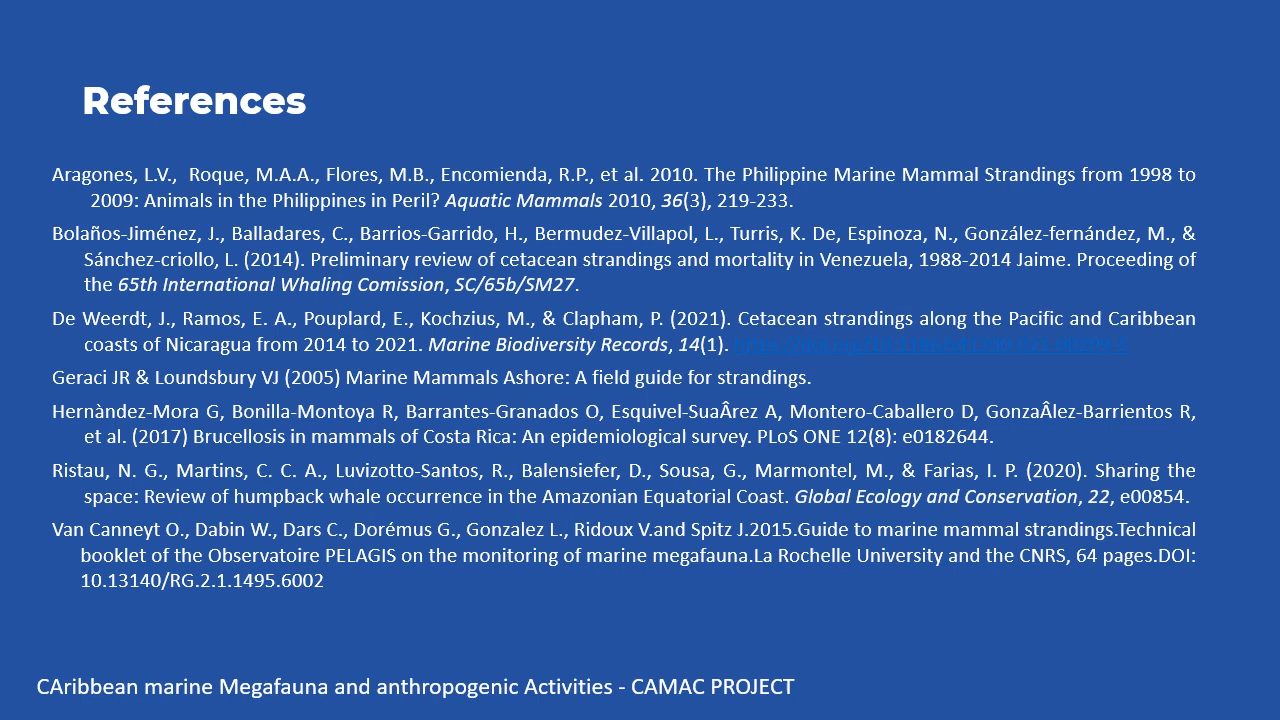 References
Aragones, L.V., Roque, M.A.A., Flores, M.B., Encomienda, R.P., et al. 2010. The Philippine Marine Mammal Strandings from 1998 to
2009: Animals in the Philippines in Peril? Aquatic Mammals 2010, 36(3), 219-233.
Bolaños-Jiménez, J., Balladares, C., Barrios-Garrido, H., Bermudez-Villapol, L., Turris, K. De, Espinoza, N., González-fernández, M., &
Sánchez-criollo, L. (2014). Preliminary review of cetacean strandings and mortality in Venezuela, 1988-2014 Jaime. Proceeding of
the 65th International Whaling Comission, SC/65b/SM27.
De Weerdt, J., Ramos, E. A., Pouplard, E., Kochzius, M., & Clapham, P. (2021). Cetacean strandings along the Pacific and Caribbean
coasts of Nicaragua from 2014 to 2021. Marine Biodiversity Records, 14(1).
Geraci JR & Loundsbury VJ (2005) Marine Mammals Ashore: A field guide for strandings.
Hernàndez-Mora G, Bonilla-Montoya R, Barrantes-Granados O, Esquivel-SuaÂrez A, Montero-Caballero D, GonzaÂlez-Barrientos R,
et al. (2017) Brucellosis in mammals of Costa Rica: An epidemiological survey. PLoS ONE 12(8): e0182644.
Ristau, N. G., Martins, C. C. A., Luvizotto-Santos, R., Balensiefer, D., Sousa, G., Marmontel, M., & Farias, I. P. (2020). Sharing the
space: Review of humpback whale occurrence in the Amazonian Equatorial Coast. Global Ecology and Conservation, 22, e00854.
Van Canneyt O., Dabin W., Dars C., Dorémus G., Gonzalez L., Ridoux V.and Spitz J.2015.Guide to marine mammal strandings.Technical
booklet of the Observatoire PELAGIS on the monitoring of marine megafauna.La Rochelle University and the CNRS, 64 pages.DOI:
10.13140/RG.2.1.1495.6002
CAribbean marine Megafauna and anthropogenic Activities - CAMAC PROJECT